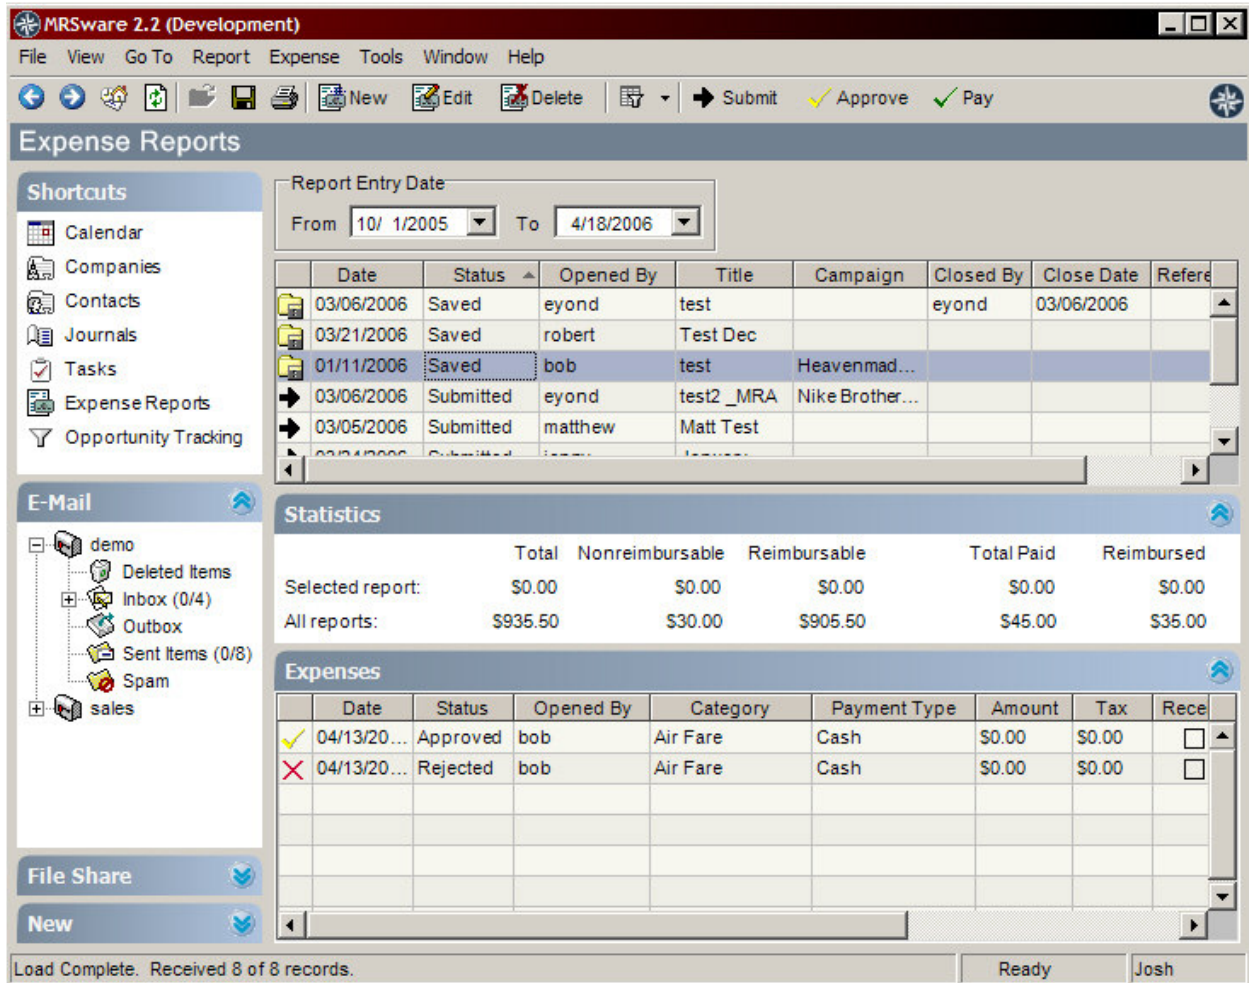 MRSware 2.2 (Development)
File View Go To Report Expense Tools Window Help
New Edit Delete Submit Approve Pay
Expense Reports
Shortcuts
Calendar
Companies
Contacts
Journals
Tasks
Expense Reports
Opportunity Tracking
E-Mail
demo
Deleted Items
Inbox (0/4)
Outbox
Sent Items (0/8)
Spam
sales
File Share
New
Report Entry Date
From 10/ 1/2005 To 4/18/2006
Date Status Opened By Title Campaign Closed By Close Date Refere
03/06/2006 Saved eyond test eyond 03/06/2006
03/21/2006 Saved robert Test Dec
01/11/2006 Saved bob test Heavenmad...
03/06/2006 Submitted eyond test2 _MRA Nike Brother...
03/05/2006 Submitted matthew Matt Test
Statistics
Total Nonreimbursable Reimbursable Total Paid Reimbursed
Selected report: $0.00 $0.00 $0.00 $0.00 $0.00
All reports: $935.50 $30.00 $905.50 $45.00 $35.00
Expenses
Date Status Opened By Category Payment Type Amount Tax Rece
04/13/20... Approved bob Air Fare Cash $0.00 $0.00
04/13/20... Rejected bob Air Fare Cash $0.00 $0.00
Load Complete. Received 8 of 8 records. Ready Josh